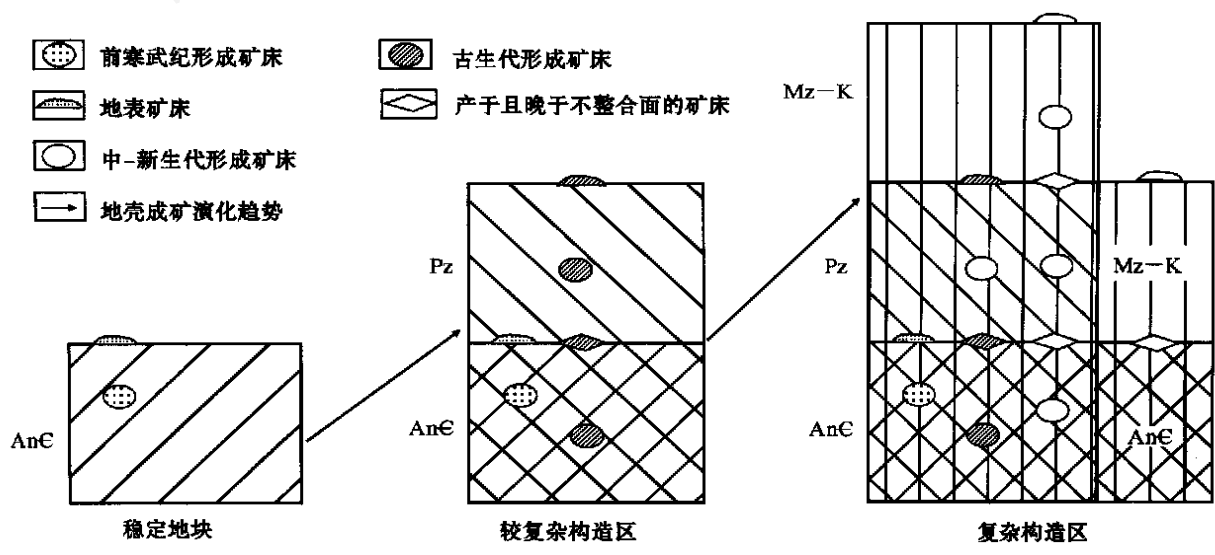 前寒武纪形成矿床
地表矿床
中-新生代形成矿床
地壳成矿演化趋势
古生代形成矿床
产于且晚于不整合面的矿床
AnЄ
稳定地块
Pz
AnЄ
较复杂构造区
Mz-K
Pz
Mz-K
AnЄ
AnЄ
复杂构造区